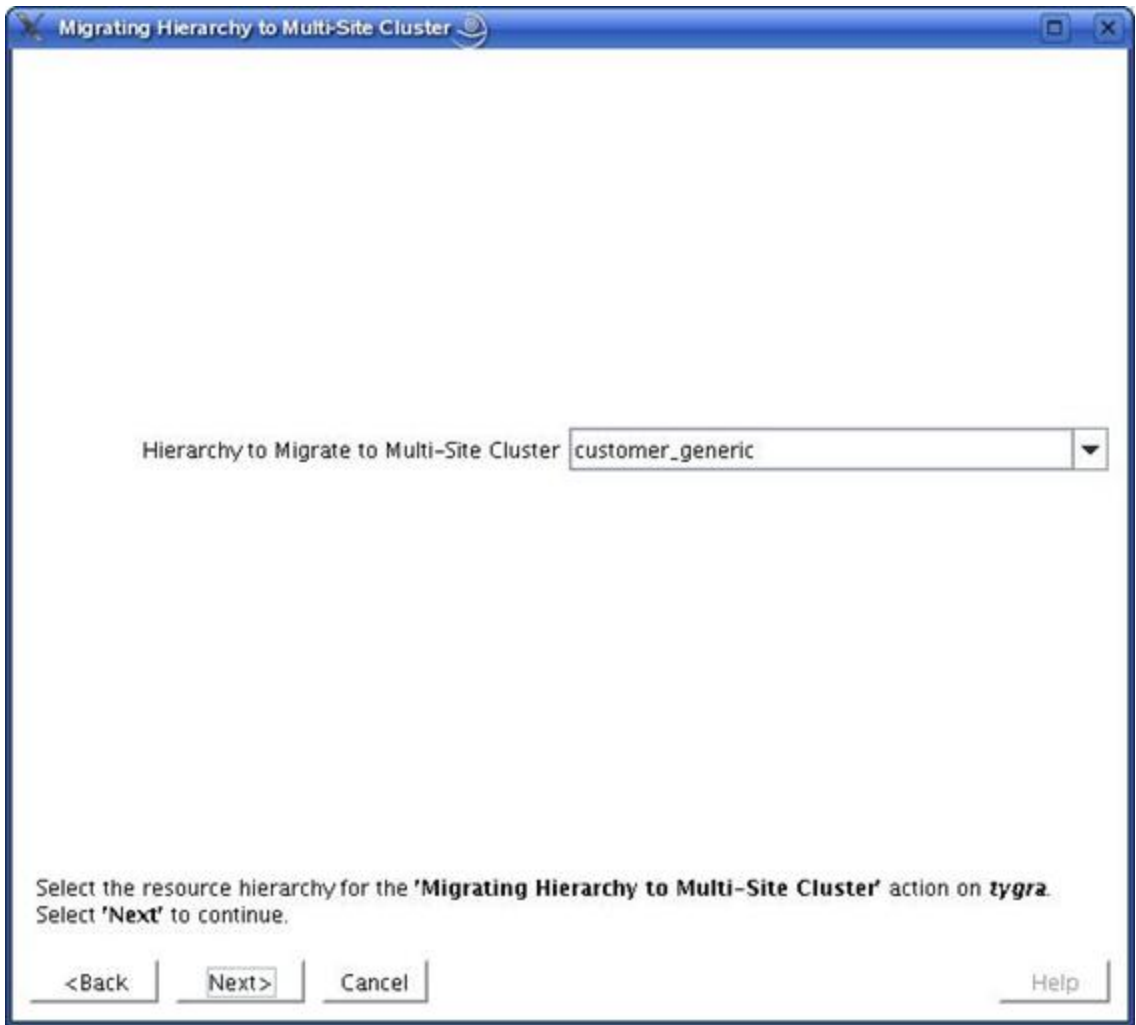 Migrating Hierarchy to Multi-Site Cluster
Hierarchy to Migrate to Multi-Site Cluster customer_generic
Select the resource hierarchy for the 'Migrating Hierarchy to Multi-Site Cluster' action on tygra.
Select 'Next' to continue.
<Back Next> Cancel Help